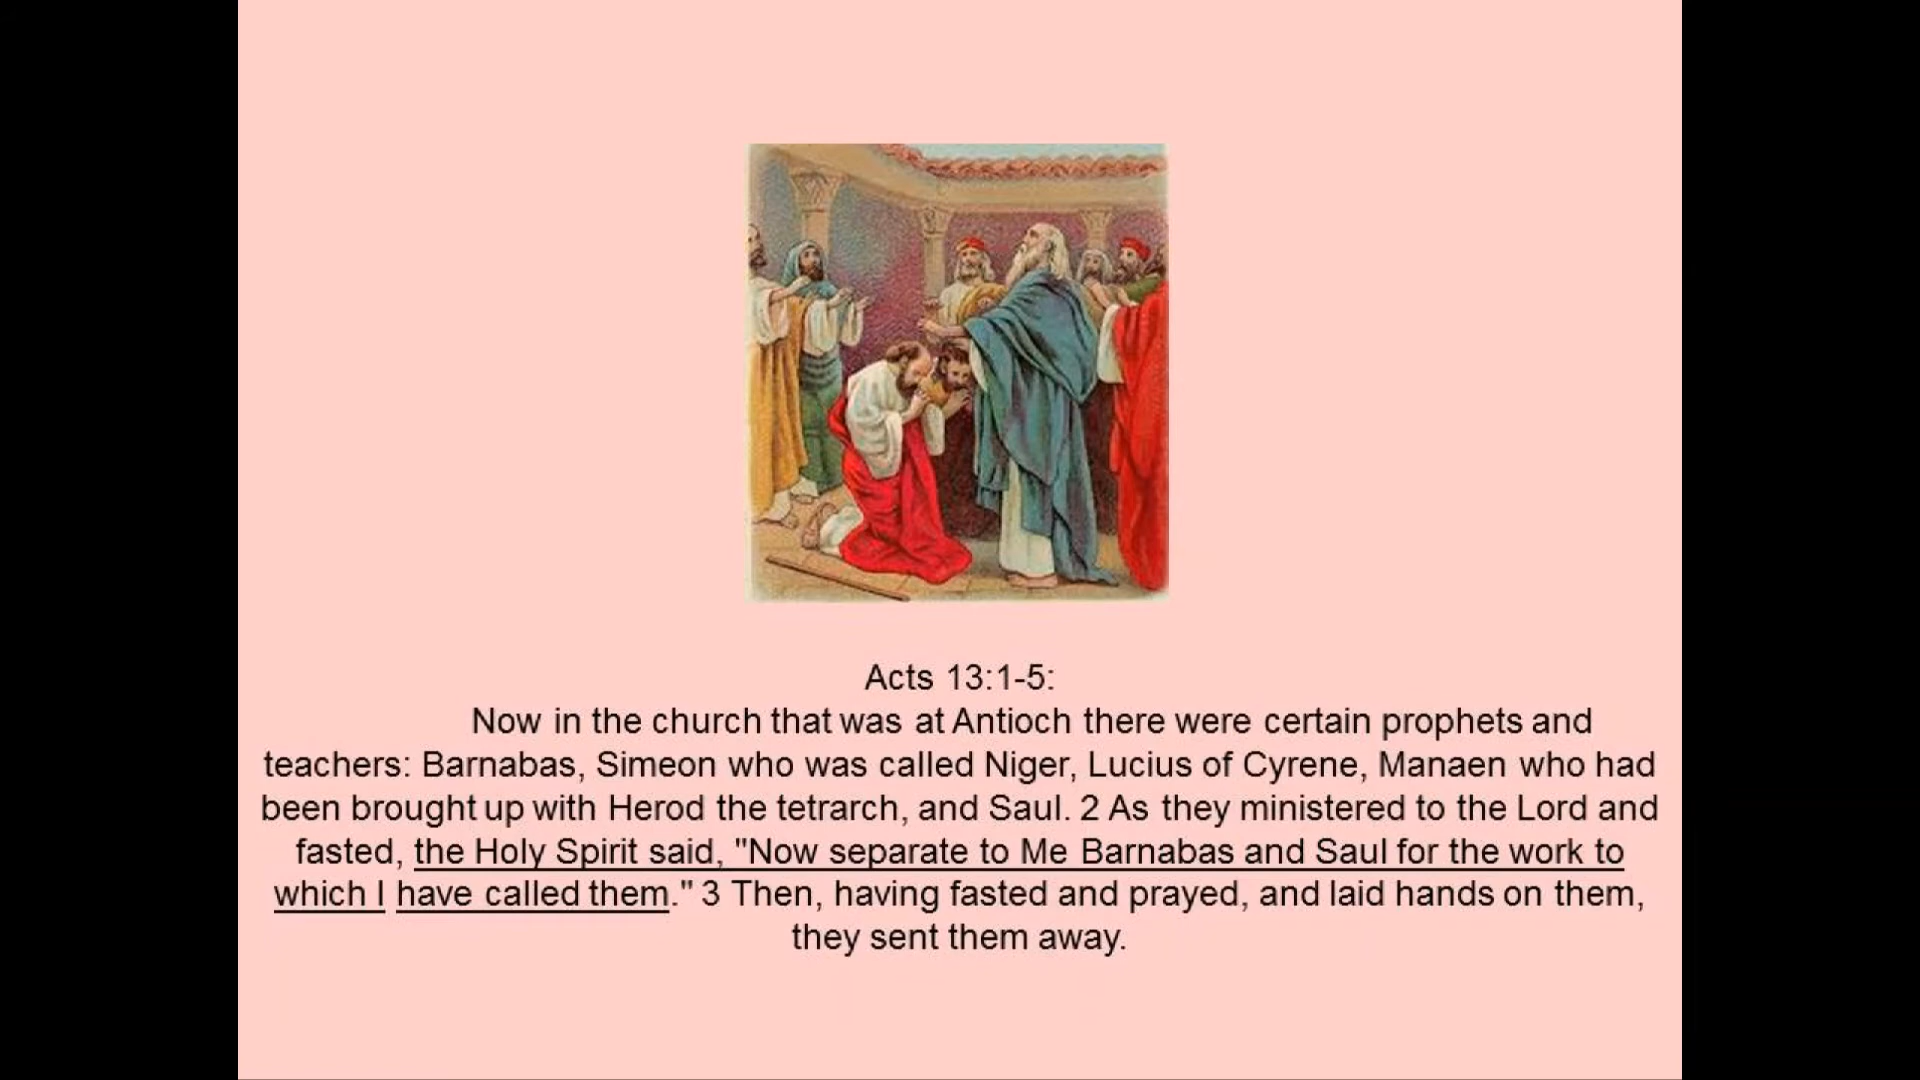 Acts 13:1-5:
Now in the church that was at Antioch there were certain prophets and
teachers: Barnabas, Simeon who was called Niger, Lucius of Cyrene, Manaen who had
been brought up with Herod the tetrarch, and Saul. 2 As they ministered to the Lord and
fasted, the Holy Spirit said, "Now separate to Me Barnabas and Saul for the work to
which I have called them." 3 Then, having fasted and prayed, and laid hands on them,
they sent them away.